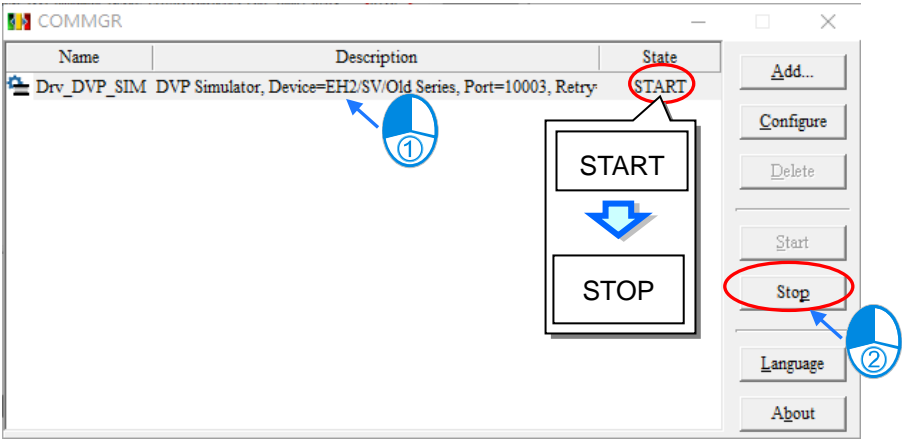 COMMGR
Name Description State
Drv_DVP_SIM DVP Simulator, Device=EH2/SV/Old Series, Port=10003, Retry START
Add...
Configure
Delete
Start
Stop
Language
About
①
START
STOP
②